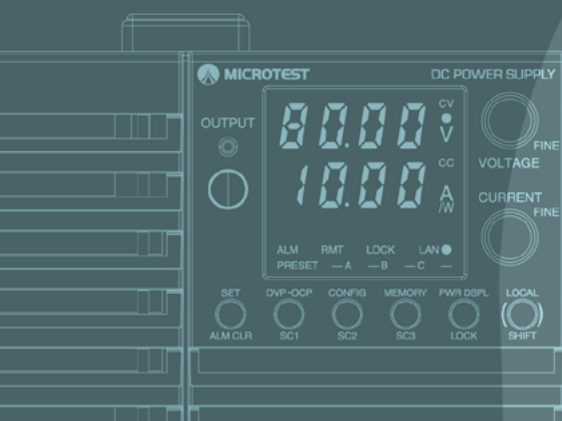 MICROTEST
DC POWER SUPPLY
OUTPUT
80.00
CV
V
FINE
VOLTAGE
10.00
CC
A
/W
CURRENT
FINE
ALM RMT LOCK LAN
PRESET —A —B —C —
SET OVP•OCP CONFIG MEMORY PWR DSPL LOCAL
ALM CLR SC1 SC2 SC3 LOCK SHIFT